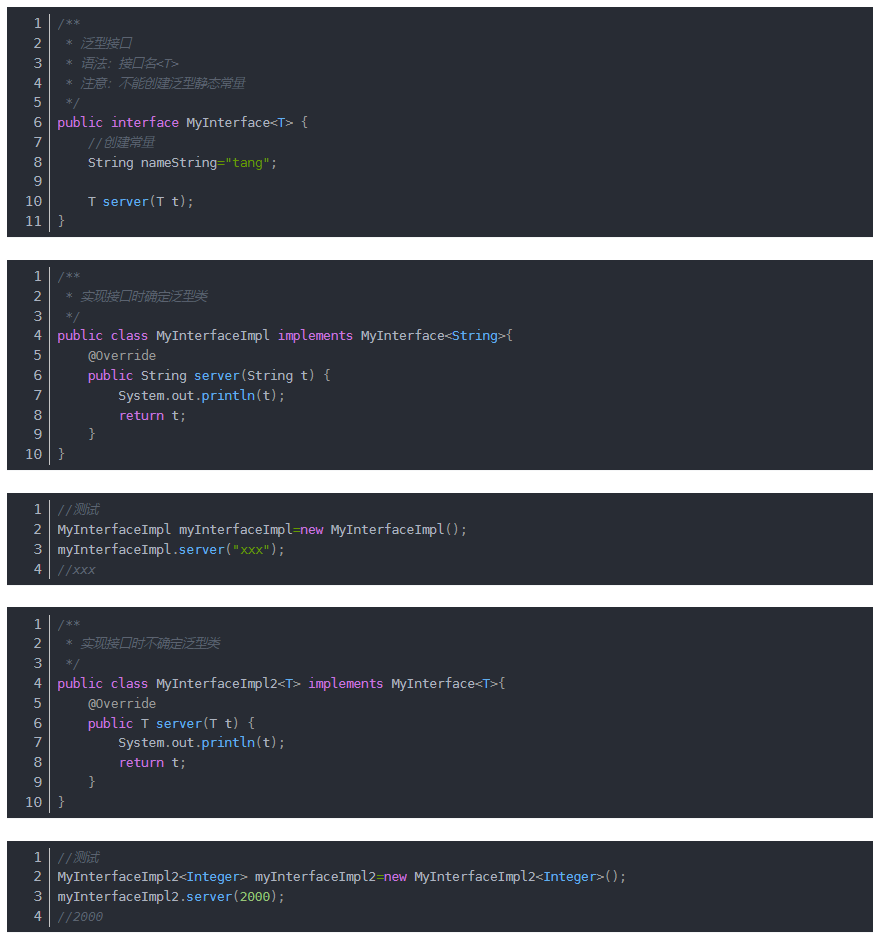 1 /**
2  * 泛型接口
3  * 语法：接口名<T>
4  * 注意：不能创建泛型静态常量
5  */
6 public interface MyInterface<T> {
7     //创建常量
8     String nameString="tang";
9
10     T server(T t);
11 }
1 /**
2  * 实现接口时确定泛型类
3  */
4 public class MyInterfaceImpl implements MyInterface<String>{
5     @Override
6     public String server(String t) {
7         System.out.println(t);
8         return t;
9     }
10 }
1 //测试
2 MyInterfaceImpl myInterfaceImpl=new MyInterfaceImpl();
3 myInterfaceImpl.server("xxx");
4 //xxx
1 /**
2  * 实现接口时不确定泛型类
3  */
4 public class MyInterfaceImpl2<T> implements MyInterface<T>{
5     @Override
6     public T server(T t) {
7         System.out.println(t);
8         return t;
9     }
10 }
1 //测试
2 MyInterfaceImpl2<Integer> myInterfaceImpl2=new MyInterfaceImpl2<Integer>();
3 myInterfaceImpl2.server(2000);
4 //2000